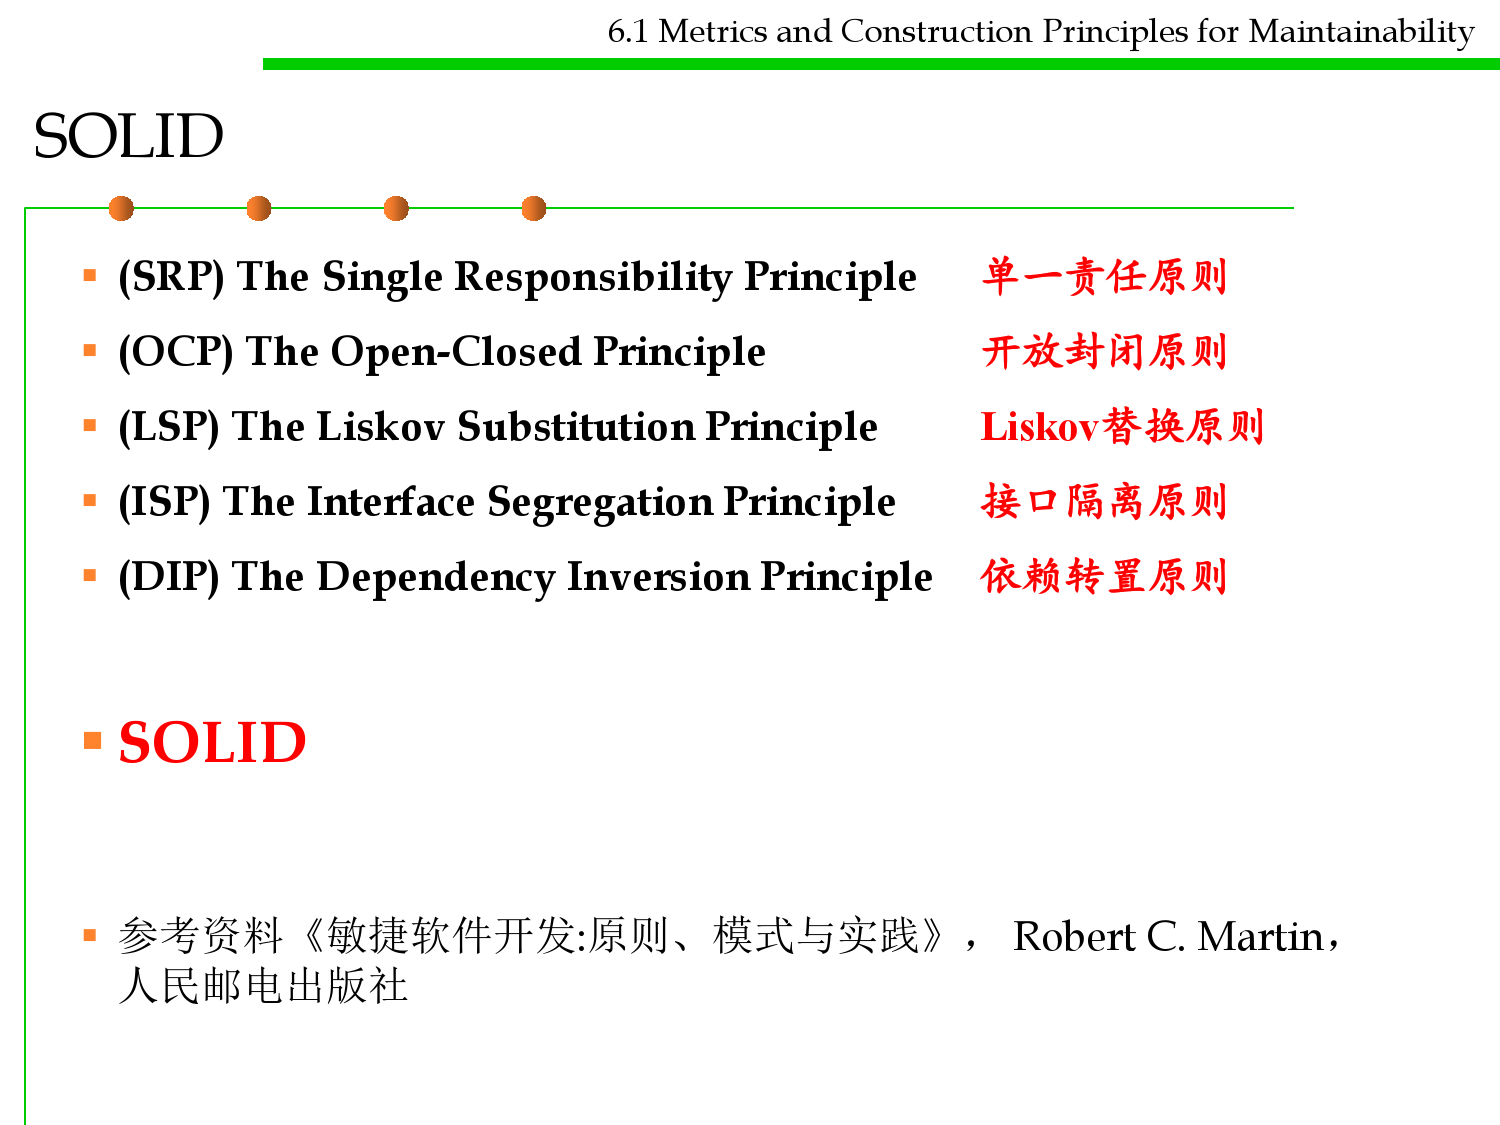 6.1 Metrics and Construction Principles for Maintainability
SOLID
(SRP) The Single Responsibility Principle 单一责任原则
(OCP) The Open-Closed Principle 开放封闭原则
(LSP) The Liskov Substitution Principle Liskov替换原则
(ISP) The Interface Segregation Principle 接口隔离原则
(DIP) The Dependency Inversion Principle 依赖转置原则
SOLID
参考资料《敏捷软件开发:原则、模式与实践》， Robert C. Martin，
人民邮电出版社